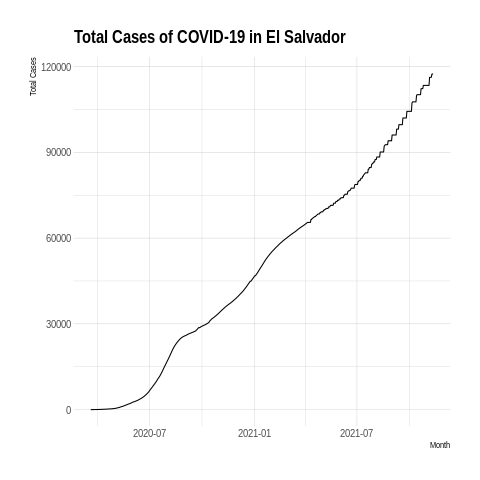 Total Cases of COVID-19 in El Salvador
Total Cases
120000
90000
60000
30000
0
2020-07
2021-01
2021-07
Month